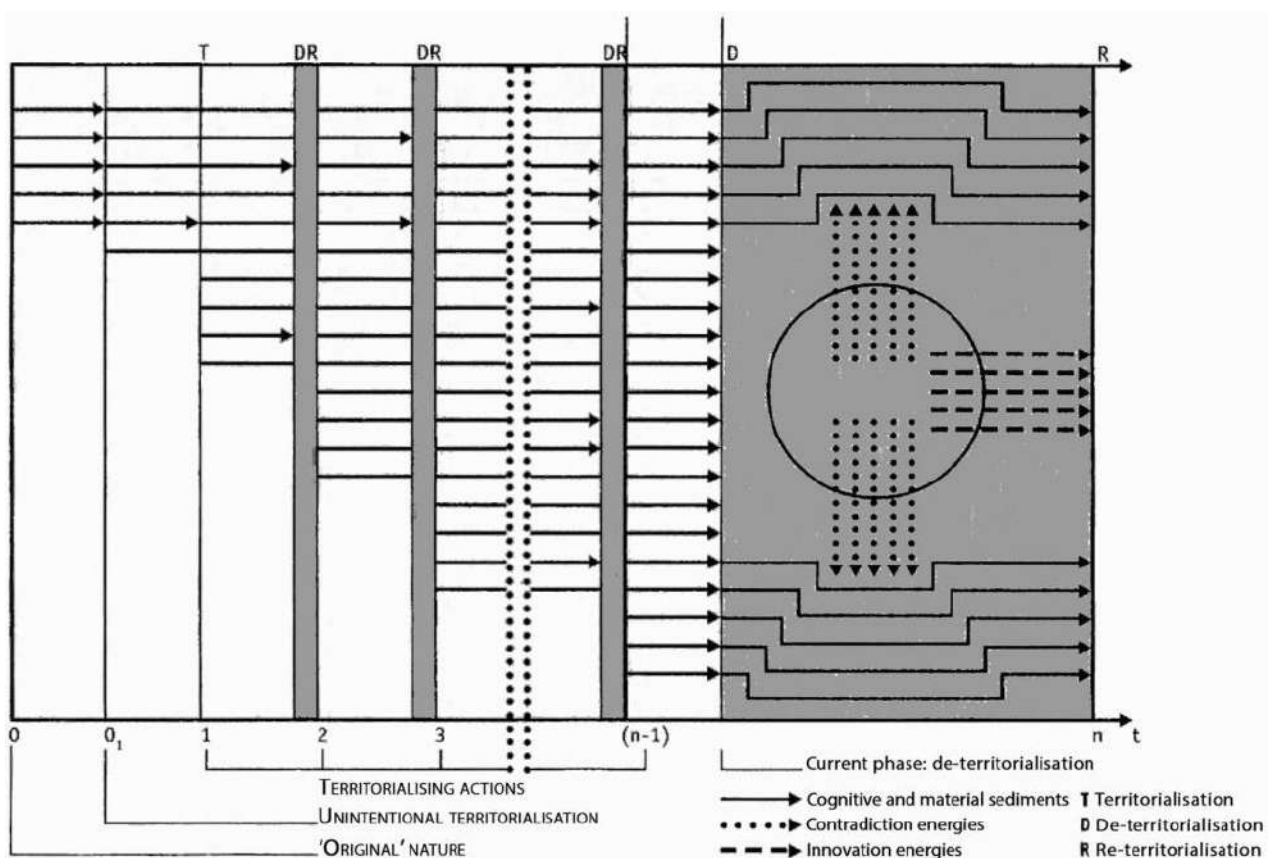 T DR DR DR D R
0 0₁ 1 2 3 (n-1) n t
TERRITORIALISING ACTIONS
UNINTENTIONAL TERRITORIALISATION
'ORIGINAL' NATURE
Current phase: de-territorialisation
Cognitive and material sediments T Territorialisation
Contradiction energies D De-territorialisation
Innovation energies R Re-territorialisation